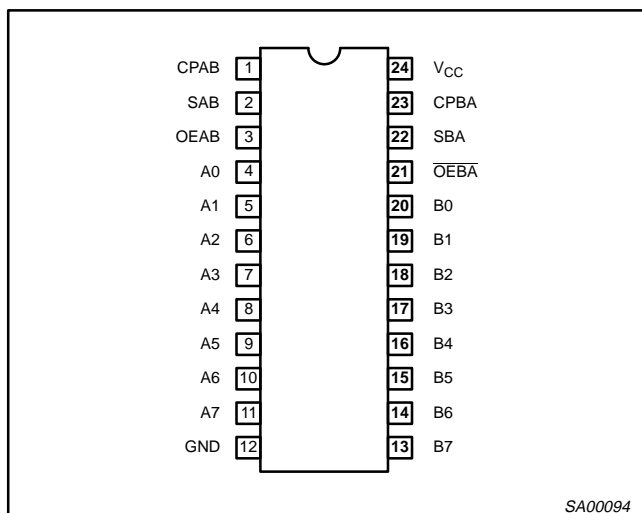 CPAB 1 24 VCC
SAB 2 23 CPBA
OEAB 3 22 SBA
A0 4 21 O̅E̅B̅A̅
A1 5 20 B0
A2 6 19 B1
A3 7 18 B2
A4 8 17 B3
A5 9 16 B4
A6 10 15 B5
A7 11 14 B6
GND 12 13 B7
SA00094